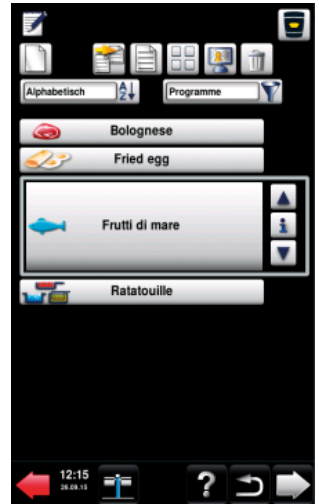 Alphabetisch
Programme
Bolognese
Fried egg
Frutti di mare
Ratatouille
12:15
26.09.15